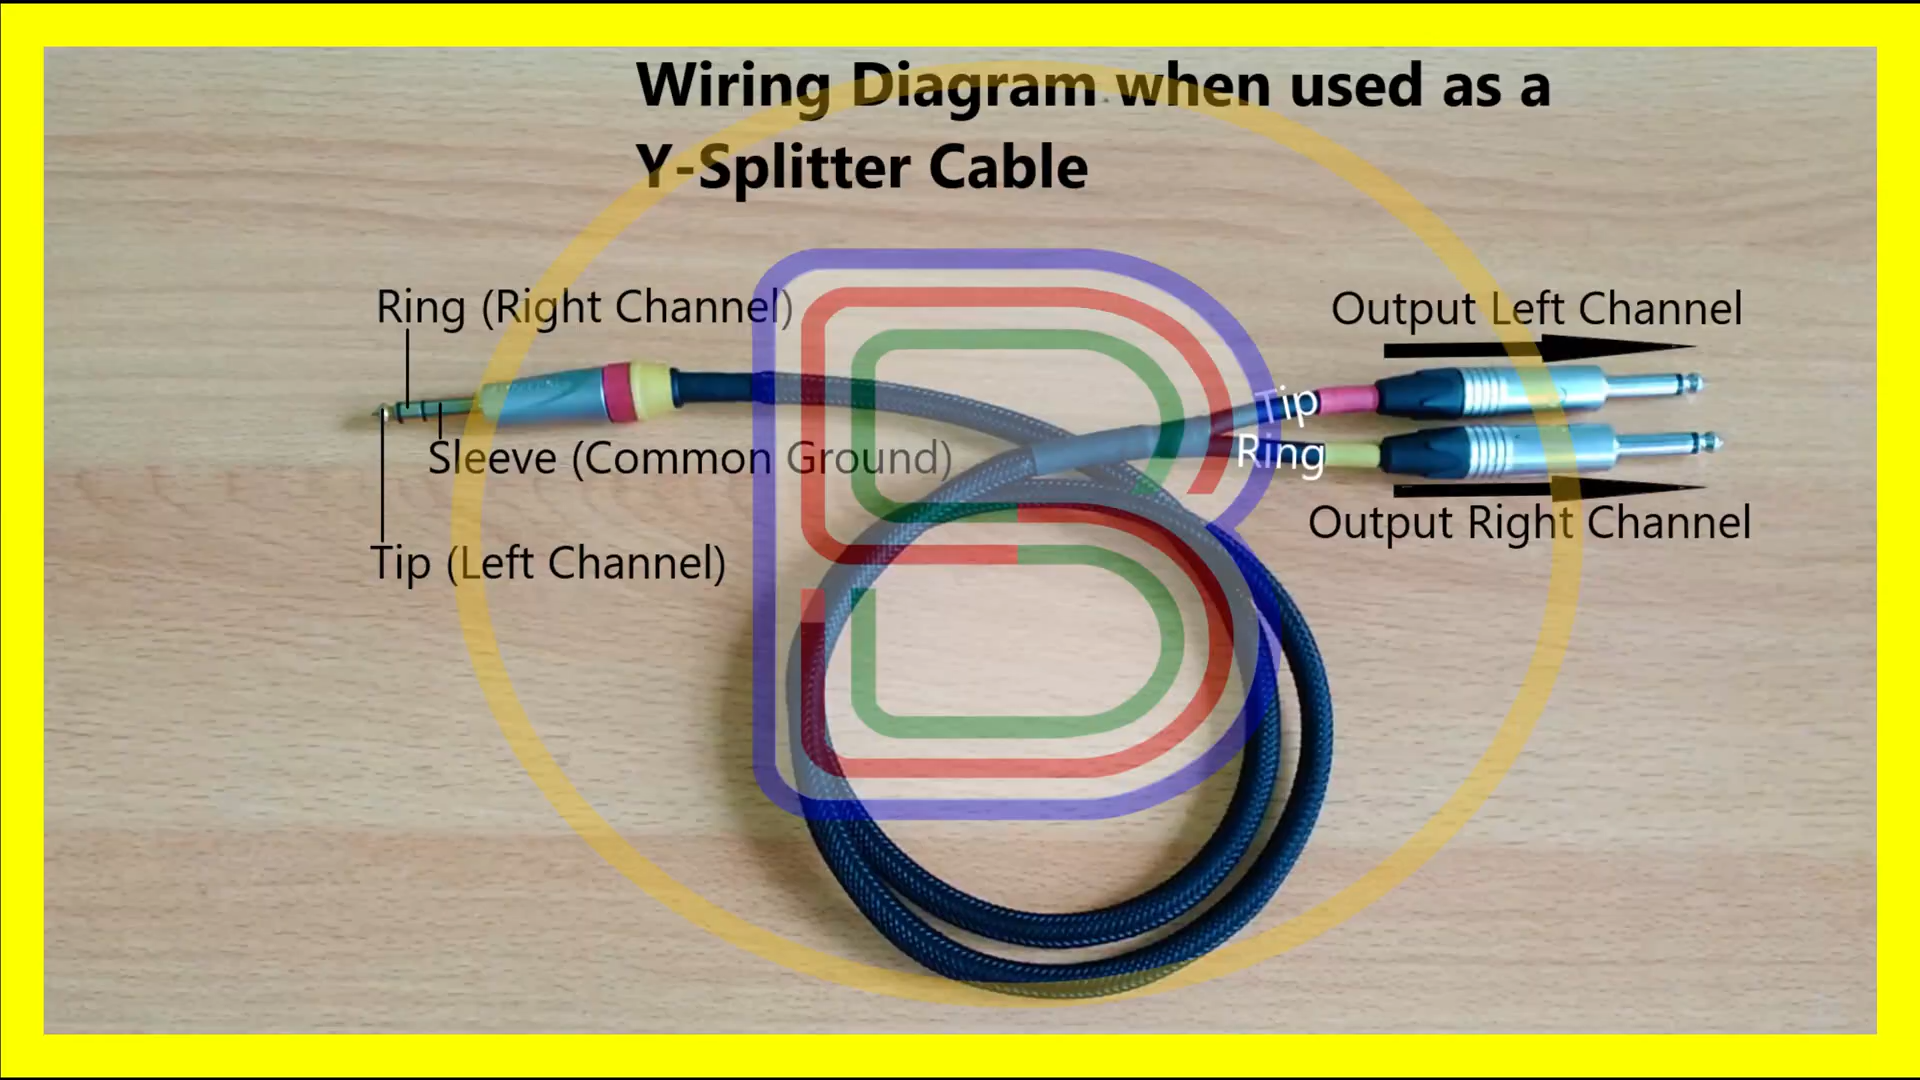 Wiring Diagram when used as a
Y-Splitter Cable
Ring (Right Channel)
Sleeve (Common Ground)
Tip (Left Channel)
Output Left Channel
Tip
Ring
Output Right Channel